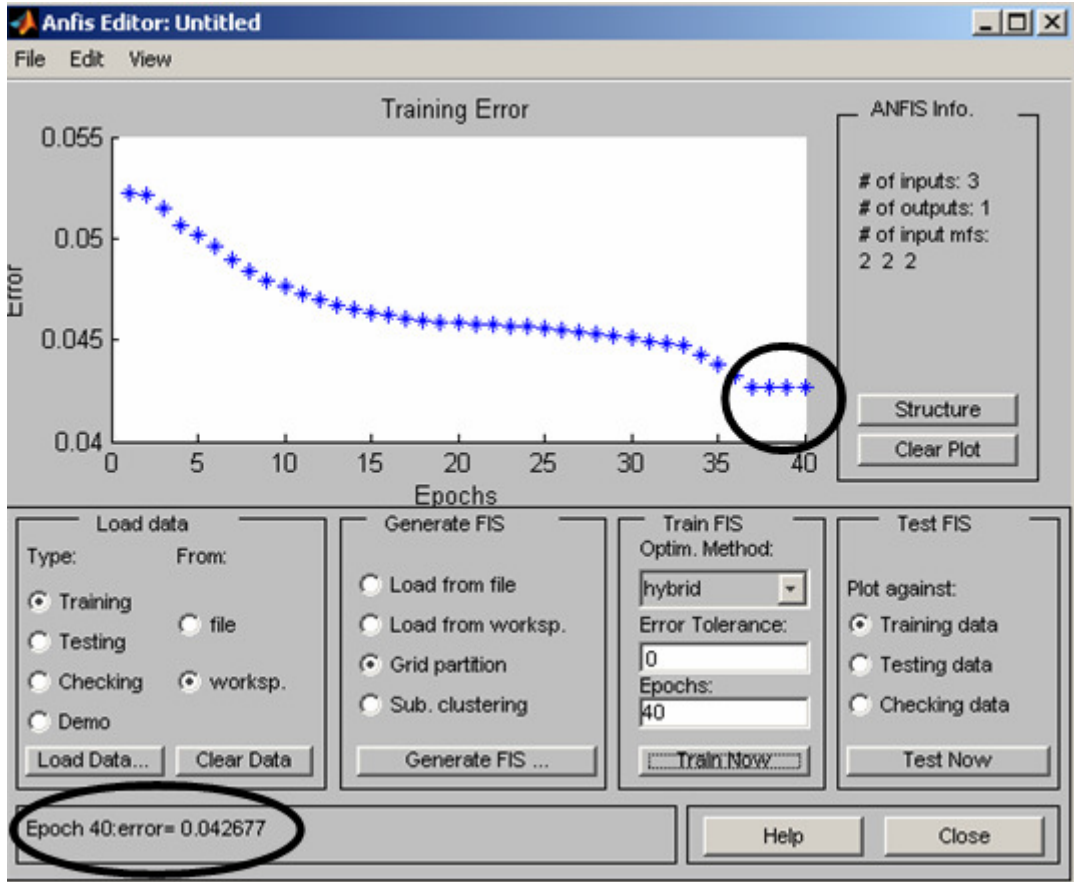 Anfis Editor: Untitled
File Edit View
Training Error
0.055
0.05
0.045
0.04
Error
0 5 10 15 20 25 30 35 40
Epochs
ANFIS Info.
# of inputs: 3
# of outputs: 1
# of input mfs:
2 2 2
Structure
Clear Plot
Load data
Type: From:
Training
Testing
Checking
Demo
file
worksp.
Load Data... Clear Data
Generate FIS
Load from file
Load from worksp.
Grid partition
Sub. clustering
Generate FIS ...
Train FIS
Optim. Method:
hybrid
Error Tolerance:
0
Epochs:
40
Train Now
Test FIS
Plot against:
Training data
Testing data
Checking data
Test Now
Epoch 40:error= 0.042677
Help Close